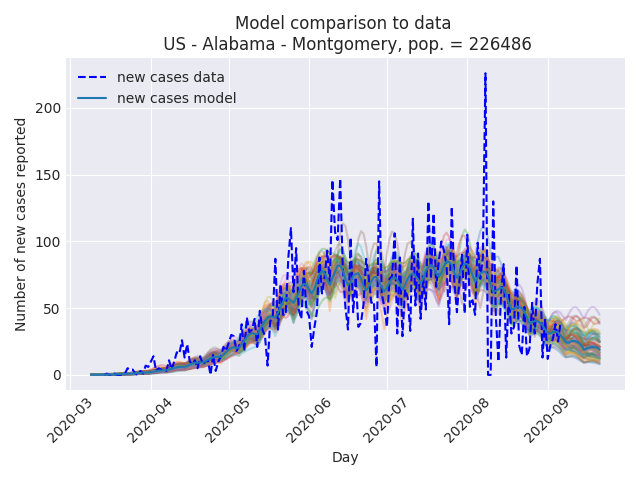 Model comparison to data
US - Alabama - Montgomery, pop. = 226486
new cases data
new cases model
Number of new cases reported
200
150
100
50
0
2020-03
2020-04
2020-05
2020-06
2020-07
2020-08
2020-09
Day